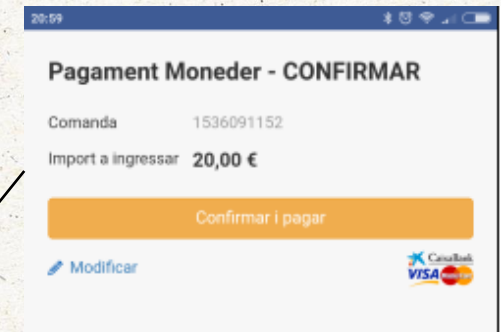 20:59
Pagament Moneder - CONFIRMAR
Comanda 1536091152
Import a ingressar 20,00 €
Confirmar i pagar
Modificar
CaixaBank
VISA